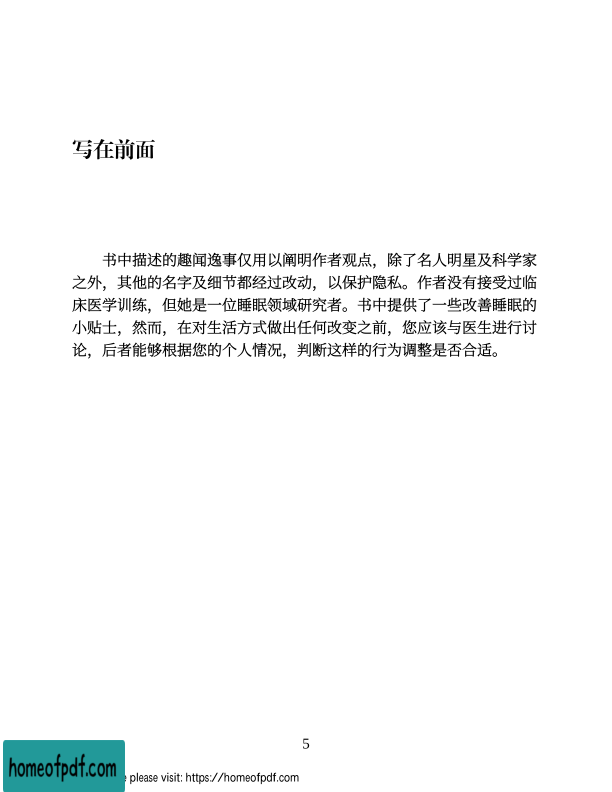 写在前面
书中描述的趣闻逸事仅用以阐明作者观点，除了名人明星及科学家
之外，其他的名字及细节都经过改动，以保护隐私。作者没有接受过临
床医学训练，但她是一位睡眠领域研究者。书中提供了一些改善睡眠的
小贴士，然而，在对生活方式做出任何改变之前，您应该与医生进行讨
论，后者能够根据您的个人情况，判断这样的行为调整是否合适。
5
homeofpdf.com
please visit: https://homeofpdf.com